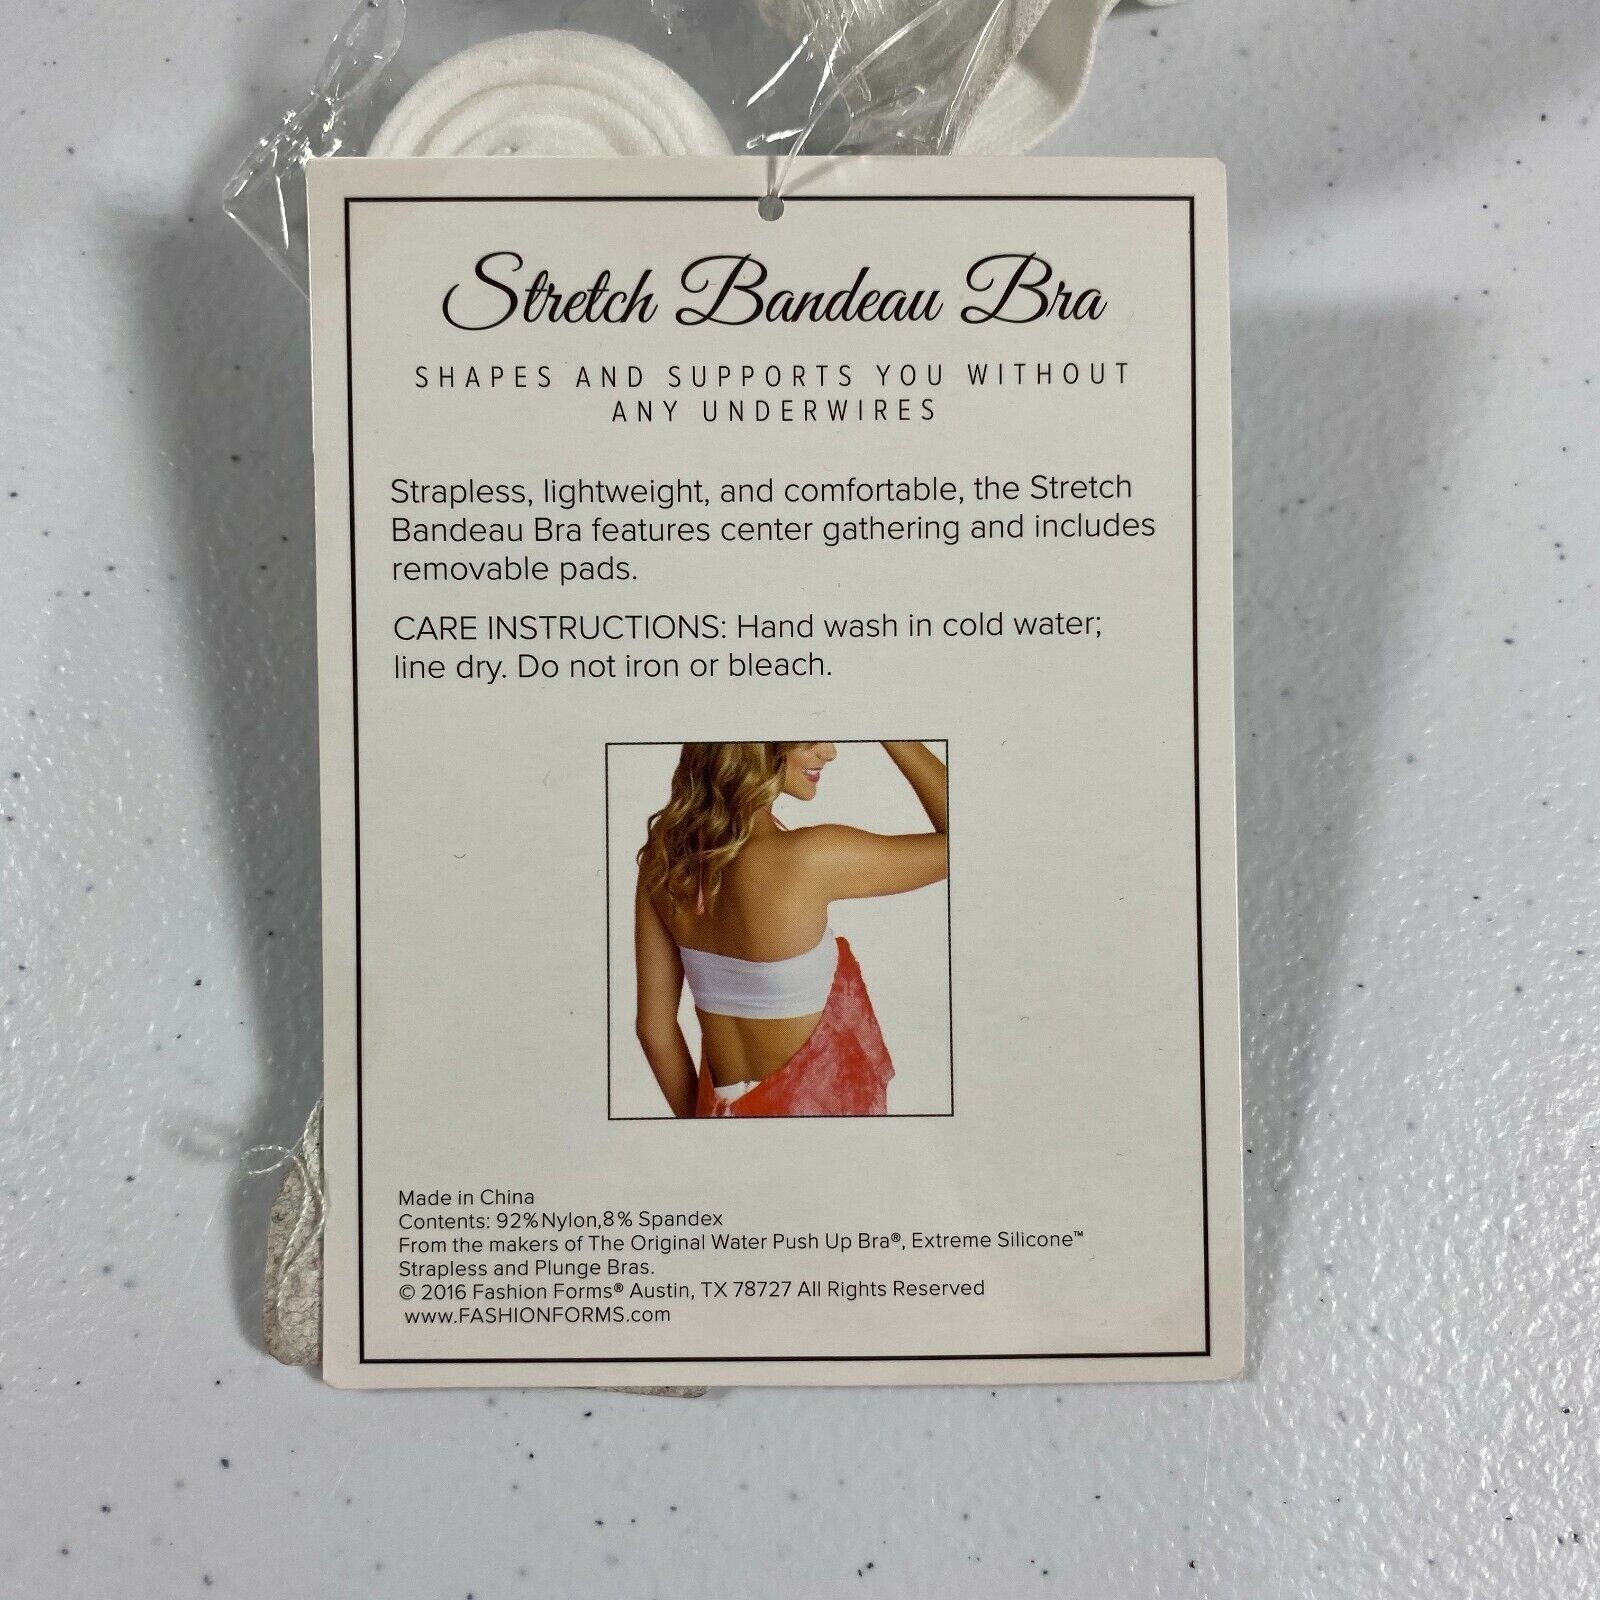 Stretch Bandeau Bra
SHAPES AND SUPPORTS YOU WITHOUT
ANY UNDERWIRES
Strapless, lightweight, and comfortable, the Stretch
Bandeau Bra features center gathering and includes
removable pads.
CARE INSTRUCTIONS: Hand wash in cold water;
line dry. Do not iron or bleach.
Made in China
Contents: 92%Nylon,8% Spandex
From the makers of The Original Water Push Up Bra®, Extreme Silicone™
Strapless and Plunge Bras.
© 2016 Fashion Forms® Austin, TX 78727 All Rights Reserved
www.FASHIONFORMS.com